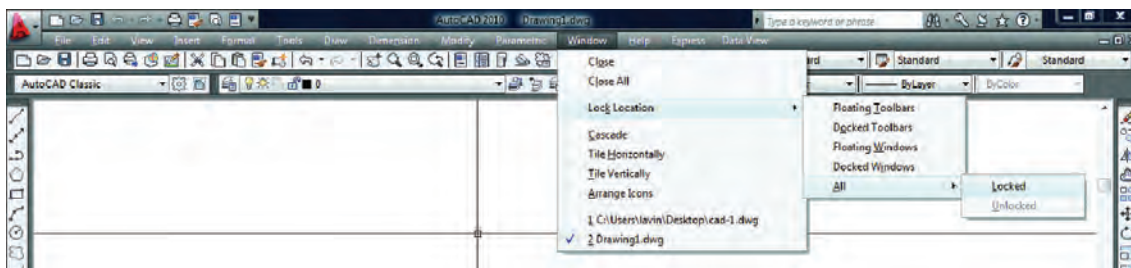 AutoCAD 2010 Drawing1.dwg Type a keyword or phrase
File Edit View Insert Format Tools Draw Dimension Modify Parametric Window Help Express Data View
Standard Standard
AutoCAD Classic 0 ByLayer ByColor
Close
Close All
Lock Location
Cascade
Tile Horizontally
Tile Vertically
Arrange Icons
1 C:\Users\lavin\Desktop\cad-1.dwg
2 Drawing1.dwg
Floating Toolbars
Docked Toolbars
Floating Windows
Docked Windows
All
Locked
Unlocked